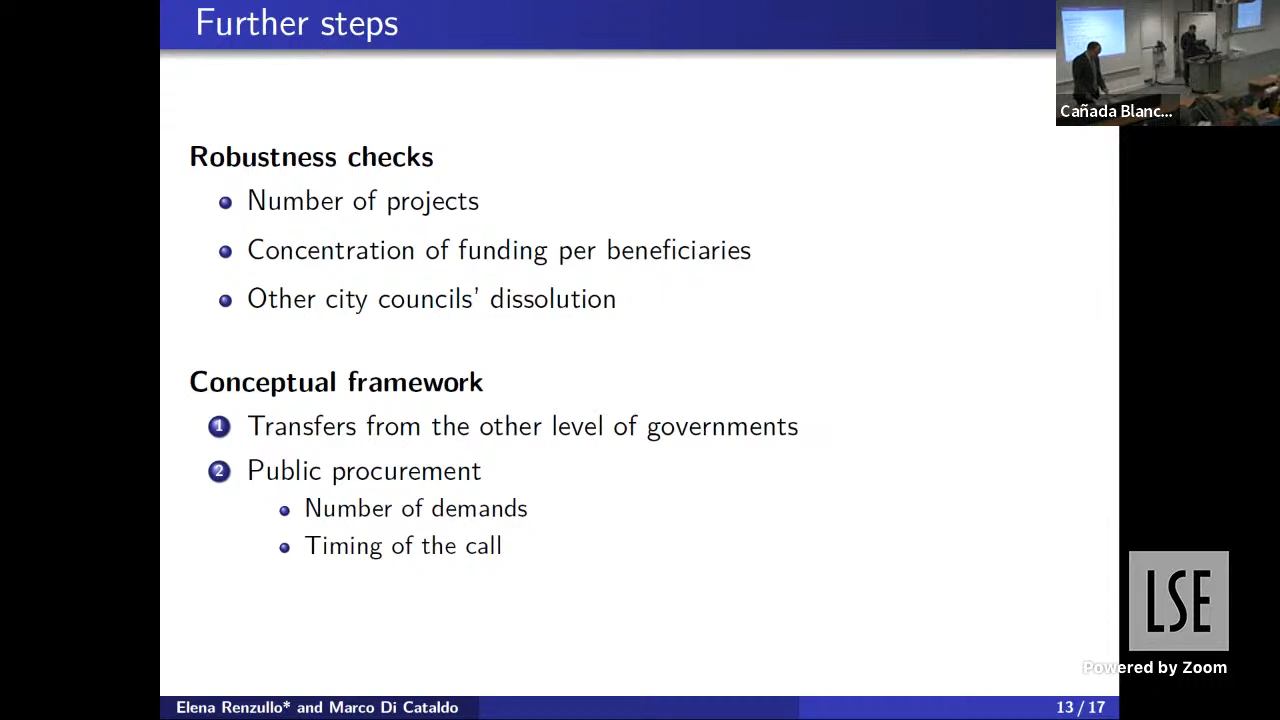 Further steps
Cañada Blanc...
Robustness checks
Number of projects
Concentration of funding per beneficiaries
Other city councils' dissolution
Conceptual framework
1 Transfers from the other level of governments
2 Public procurement
Number of demands
Timing of the call
LSE
Powered by Zoom
Elena Renzullo* and Marco Di Cataldo
13 / 17